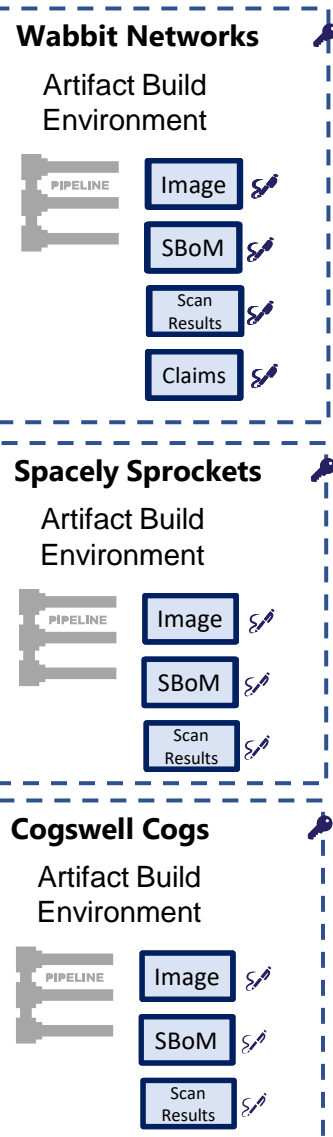 Wabbit Networks
Artifact Build
Environment
PIPELINE
Image
SBoM
Scan
Results
Claims
Spacely Sprockets
Artifact Build
Environment
PIPELINE
Image
SBoM
Scan
Results
Cogswell Cogs
Artifact Build
Environment
PIPELINE
Image
SBoM
Scan
Results